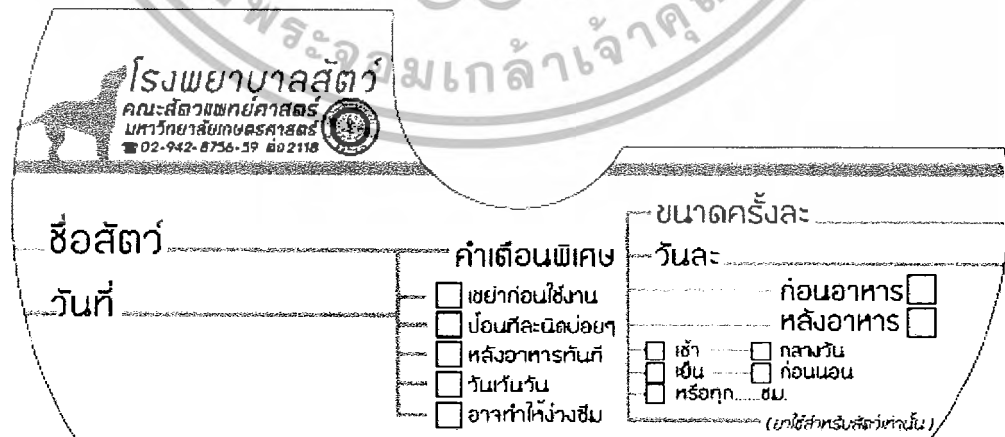 พระจอมเกล้าเจ้าคุณ
โรงพยาบาลสัตว์
คณะสัตวแพทย์ศาสตร์
มหาวิทยาลัยเกษตรศาสตร์
☎02-942-8756-59 ต่อ2118
ชื่อสัตว์
วันที่
คำเตือนพิเศษ
เขย่าก่อนใช้งาน
ป้อนทีละนิดบ่อยๆ
หลังอาหารทันที
วันเว้นวัน
อาจทำให้ง่วงซึม
ขนาดครั้งละ
วันละ
ก่อนอาหาร
หลังอาหาร
เช้า กลางวัน
เย็น ก่อนนอน
หรือทุก.....ชม.
(ยาใช้สำหรับสัตว์เท่านั้น)